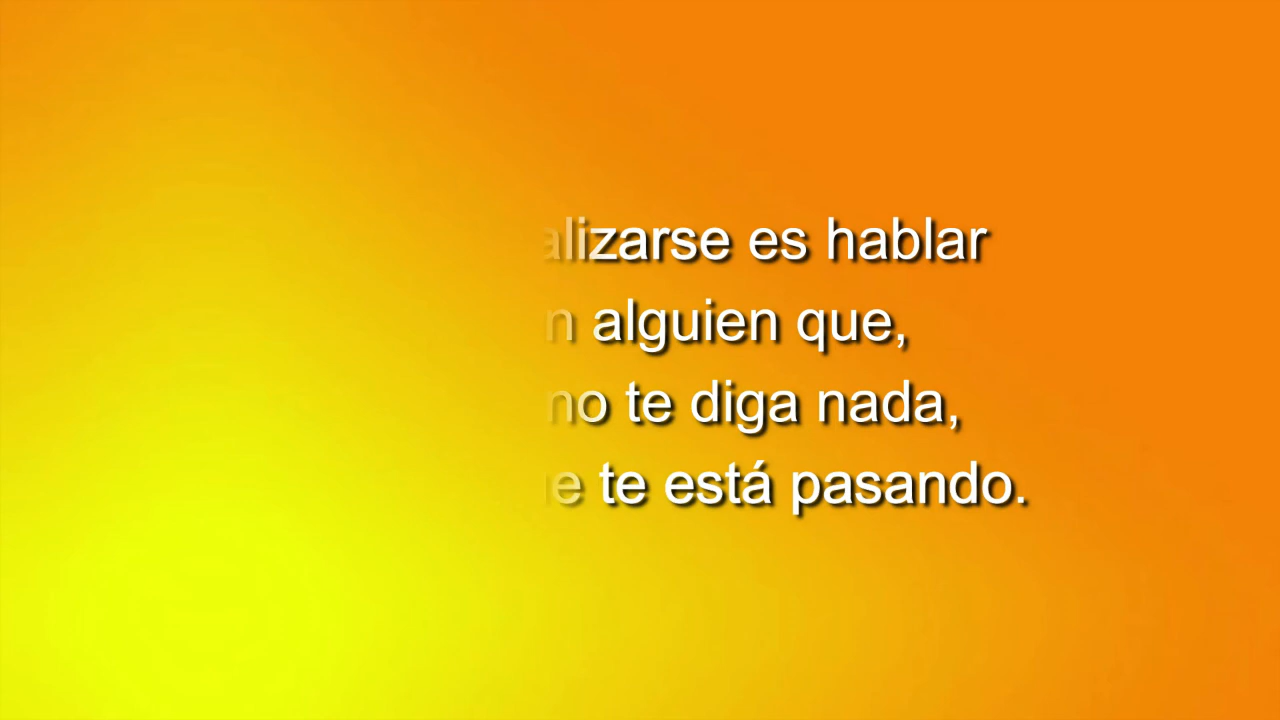 alizarse es hablar
n alguien que,
no te diga nada,
e te está pasando.